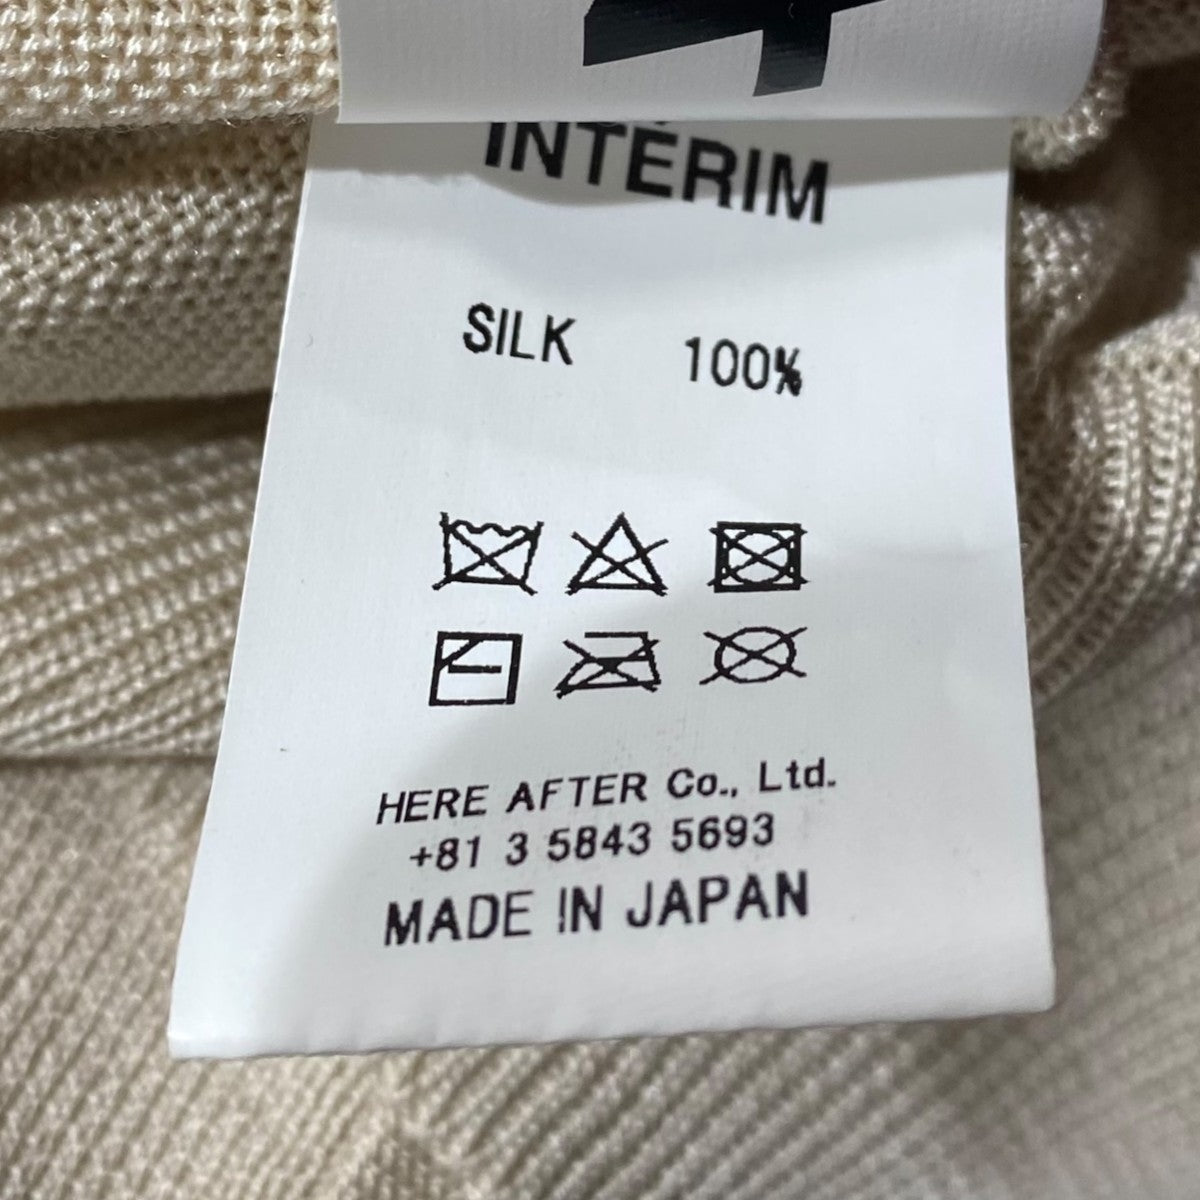 INTERIM
SILK 100%
HERE AFTER Co., Ltd.
+81 3 5843 5693
MADE IN JAPAN